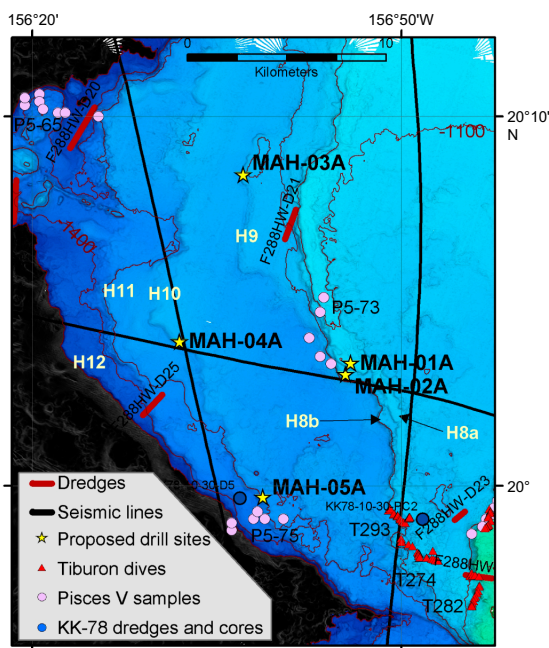 156°20' 156°50'W
0 10
Kilometers
20°10'
N
-1100
P5-65
F288HW-D20
MAH-03A
F288HW-D21
H9
1400
H11 H10
P5-73
MAH-04A
MAH-01A
MAH-02A
H12
F288HW-D25
H8b H8a
MAH-05A
20°
KK78-10-30-PC2
F288HW-D23
T293
P5-75
F288HW-
T274
T282
Dredges
Seismic lines
Proposed drill sites
Tiburon dives
Pisces V samples
KK-78 dredges and cores